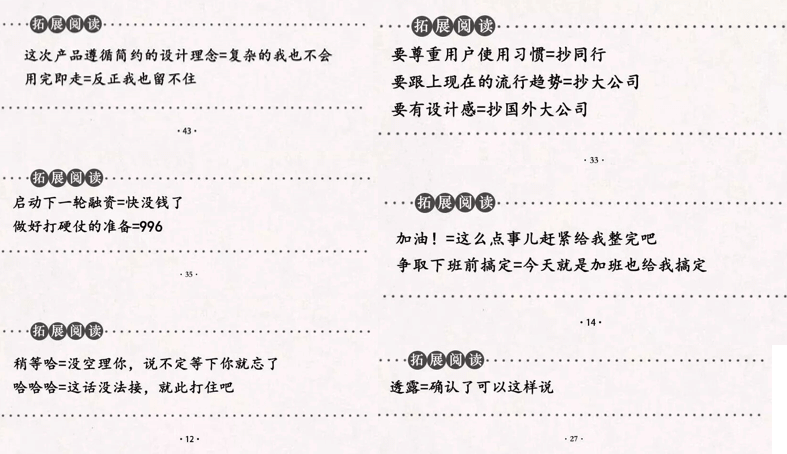 拓展阅读
这次产品遵循简约的设计理念=复杂的我也不会
用完即走=反正我也留不住
·43·
拓展阅读
启动下一轮融资=快没钱了
做好打硬仗的准备=996
·35·
拓展阅读
稍等哈=没空理你，说不定等下你就忘了
哈哈哈=这话没法接，就此打住吧
·12·
拓展阅读
要尊重用户使用习惯=抄同行
要跟上现在的流行趋势=抄大公司
要有设计感=抄国外大公司
·33·
拓展阅读
加油！=这么点事儿赶紧给我整完吧
争取下班前搞定=今天就是加班也给我搞定
·14·
拓展阅读
透露=确认了可以这样说
·27·